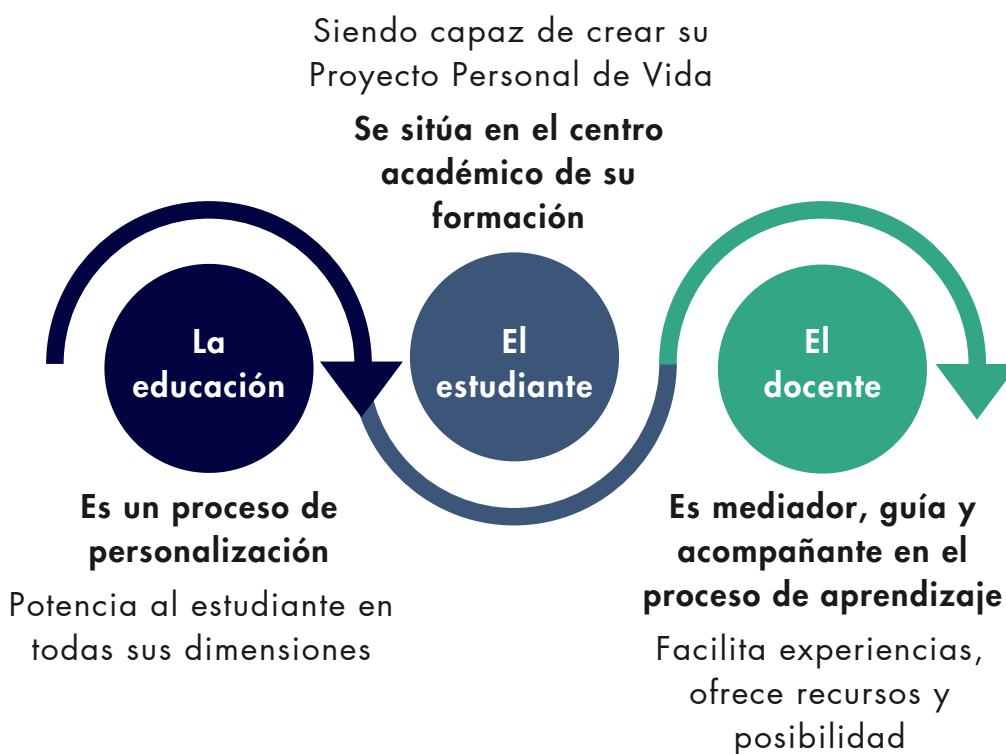 Siendo capaz de crear su
Proyecto Personal de Vida
Se sitúa en el centro
académico de su
formación
La
educación
El
estudiante
El
docente
Es un proceso de
personalización
Potencia al estudiante en
todas sus dimensiones
Es mediador, guía y
acompañante en el
proceso de aprendizaje
Facilita experiencias,
ofrece recursos y
posibilidad